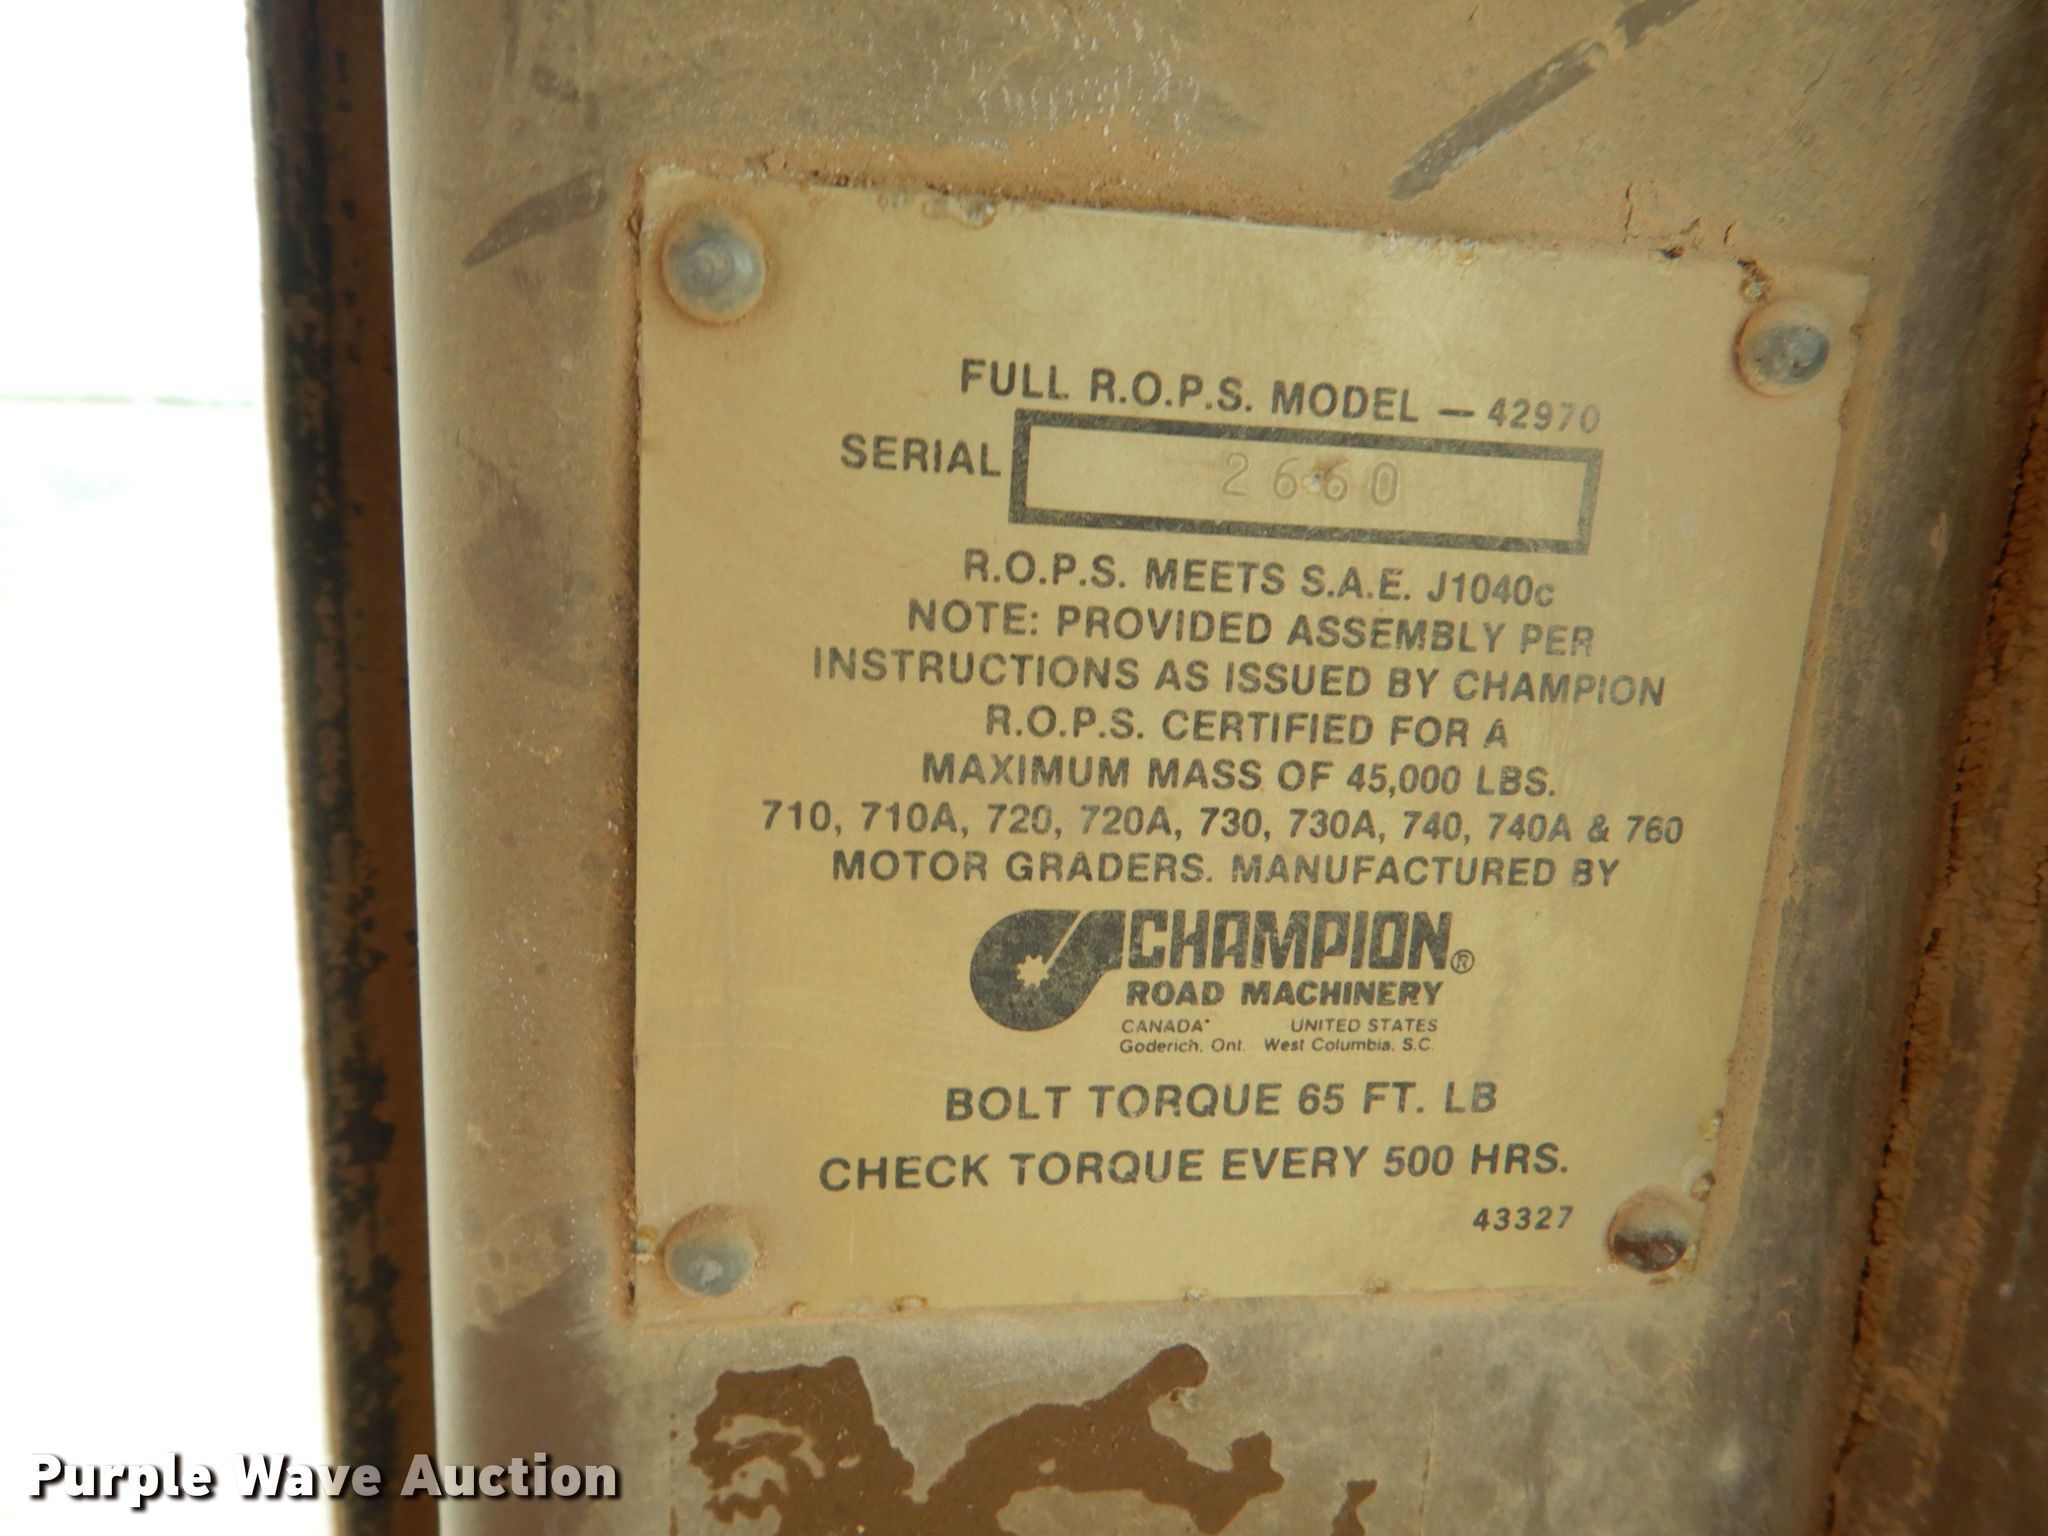 FULL R.O.P.S. MODEL — 42970
SERIAL 2660
R.O.P.S. MEETS S.A.E. J1040c
NOTE: PROVIDED ASSEMBLY PER
INSTRUCTIONS AS ISSUED BY CHAMPION
R.O.P.S. CERTIFIED FOR A
MAXIMUM MASS OF 45,000 LBS.
710, 710A, 720, 720A, 730, 730A, 740, 740A & 760
MOTOR GRADERS. MANUFACTURED BY
CHAMPION®
ROAD MACHINERY
CANADA UNITED STATES
Goderich, Ont. West Columbia, S.C.
BOLT TORQUE 65 FT. LB
CHECK TORQUE EVERY 500 HRS.
43327
Purple Wave Auction